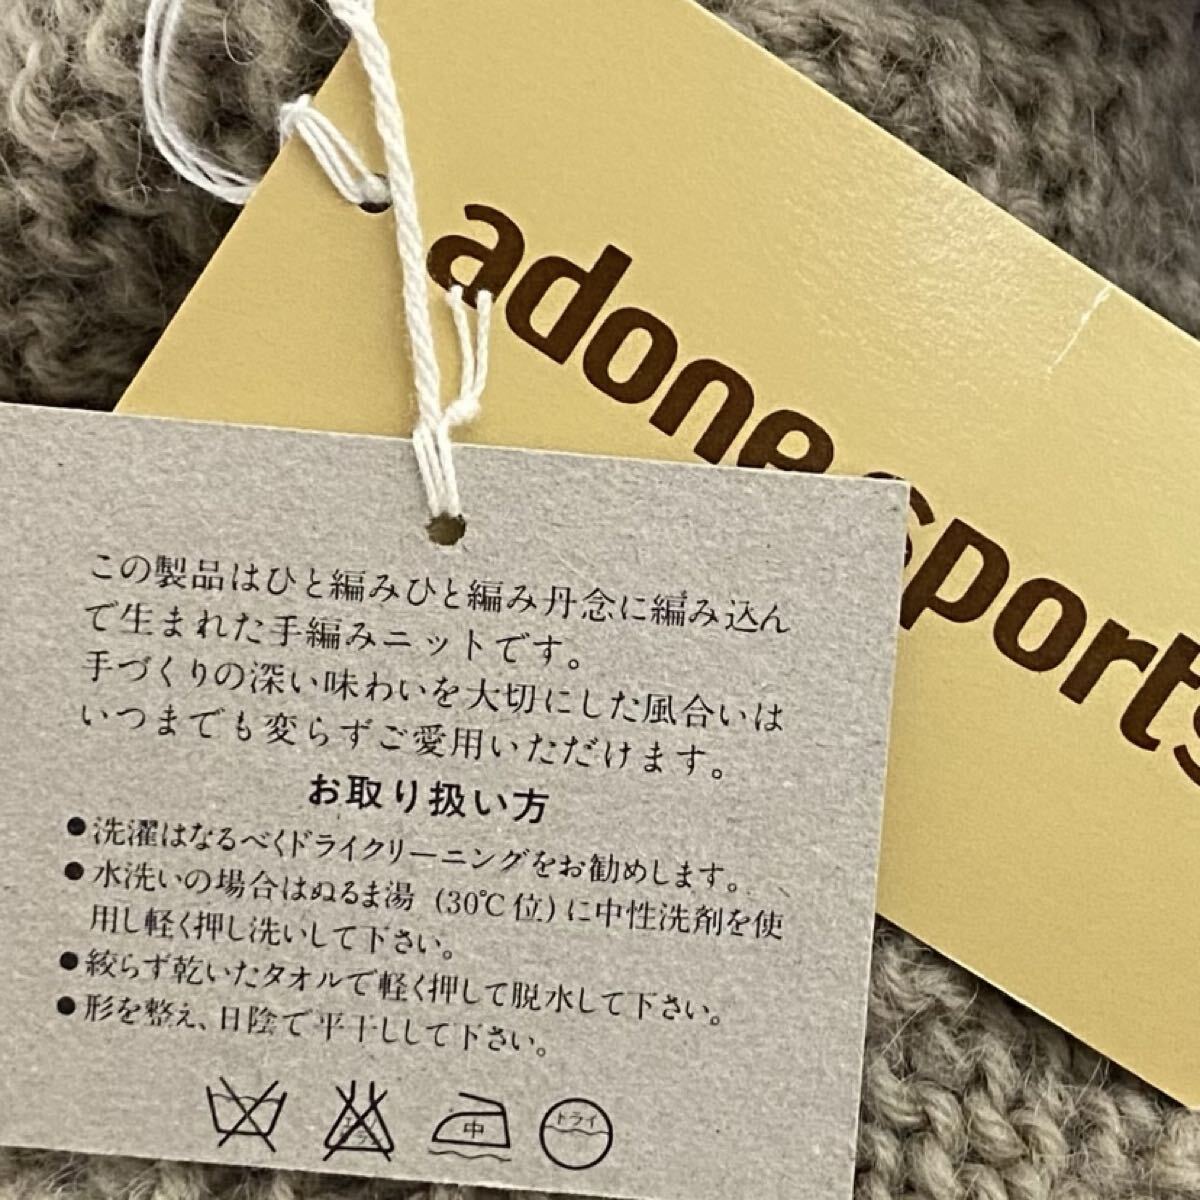 adone sports
この製品はひと編みひと編み丹念に編み込ん
で生まれた手編みニットです。
手づくりの深い味わいを大切にした風合いは
いつまでも変らずご愛用いただけます。
お取り扱い方
●洗濯はなるべくドライクリーニングをお勧めします。
●水洗いの場合はぬるま湯(30℃位)に中性洗剤を使
用し軽く押し洗いして下さい。
●絞らず乾いたタオルで軽く押して脱水して下さい。
●形を整え、日陰で平干しして下さい。
中 ドライ